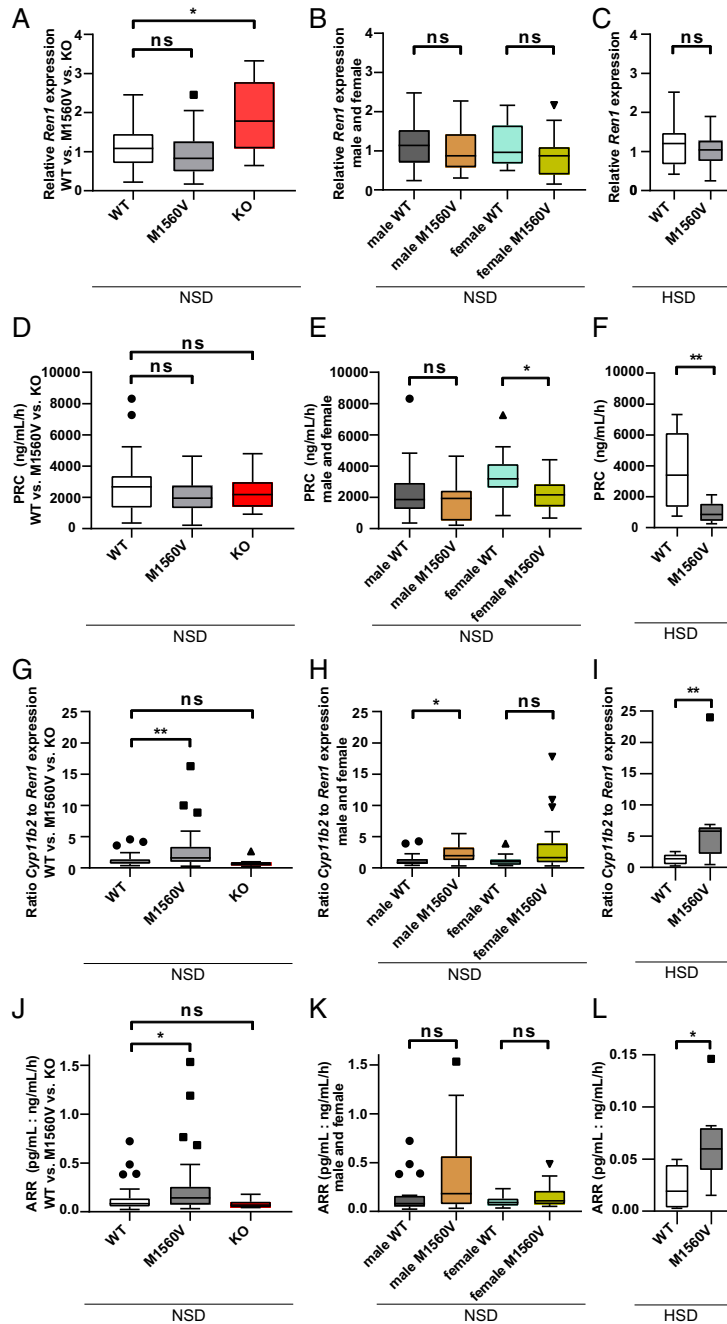 A
Relative Ren1 expression
WT vs. M1560V vs. KO
4
3
2
1
0
*
ns
WT
M1560V
KO
NSD
B
Relative Ren1 expression
male and female
4
3
2
1
0
ns
ns
male WT
male M1560V
female WT
female M1560V
NSD
C
Relative Ren1 expression
4
3
2
1
0
ns
WT
M1560V
HSD
D
PRC (ng/mL/h)
WT vs. M1560V vs. KO
10000
8000
6000
4000
2000
0
ns
ns
WT
M1560V
KO
NSD
E
PRC (ng/mL/h)
male and female
10000
8000
6000
4000
2000
0
ns
*
male WT
male M1560V
female WT
female M1560V
NSD
F
PRC (ng/mL/h)
10000
8000
6000
4000
2000
0
**
WT
M1560V
HSD
G
Ratio Cyp11b2 to Ren1 expression
WT vs. M1560V vs. KO
25
20
15
10
5
0
ns
**
WT
M1560V
KO
NSD
H
Ratio Cyp11b2 to Ren1 expression
male and female
25
20
15
10
5
0
*
ns
male WT
male M1560V
female WT
female M1560V
NSD
I
Ratio Cyp11b2 to Ren1 expression
25
20
15
10
5
0
**
WT
M1560V
HSD
J
ARR (pg/mL : ng/mL/h)
WT vs. M1560V vs. KO
1.5
1.0
0.5
0.0
ns
*
WT
M1560V
KO
NSD
K
ARR (pg/mL : ng/mL/h)
male and female
1.5
1.0
0.5
0.0
ns
ns
male WT
male M1560V
female WT
female M1560V
NSD
L
ARR (pg/mL : ng/mL/h)
0.15
0.10
0.05
0.00
*
WT
M1560V
HSD